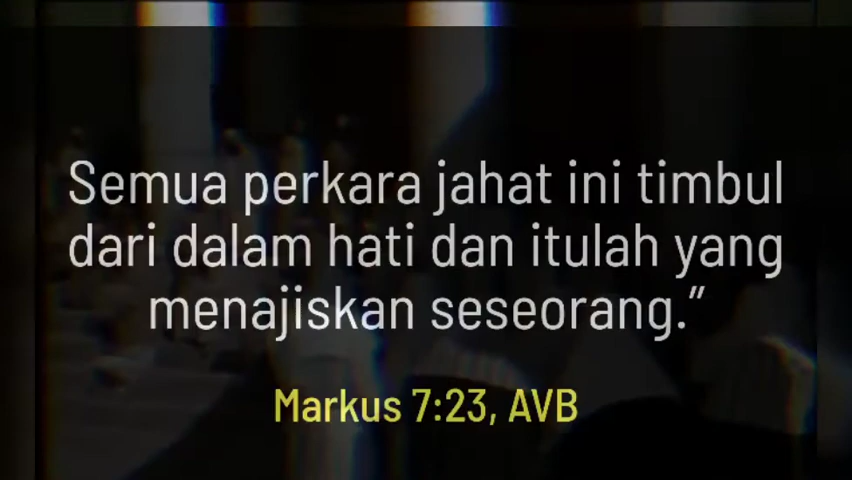 Semua perkara jahat ini timbul
dari dalam hati dan itulah yang
menajiskan seseorang.”
Markus 7:23, AVB